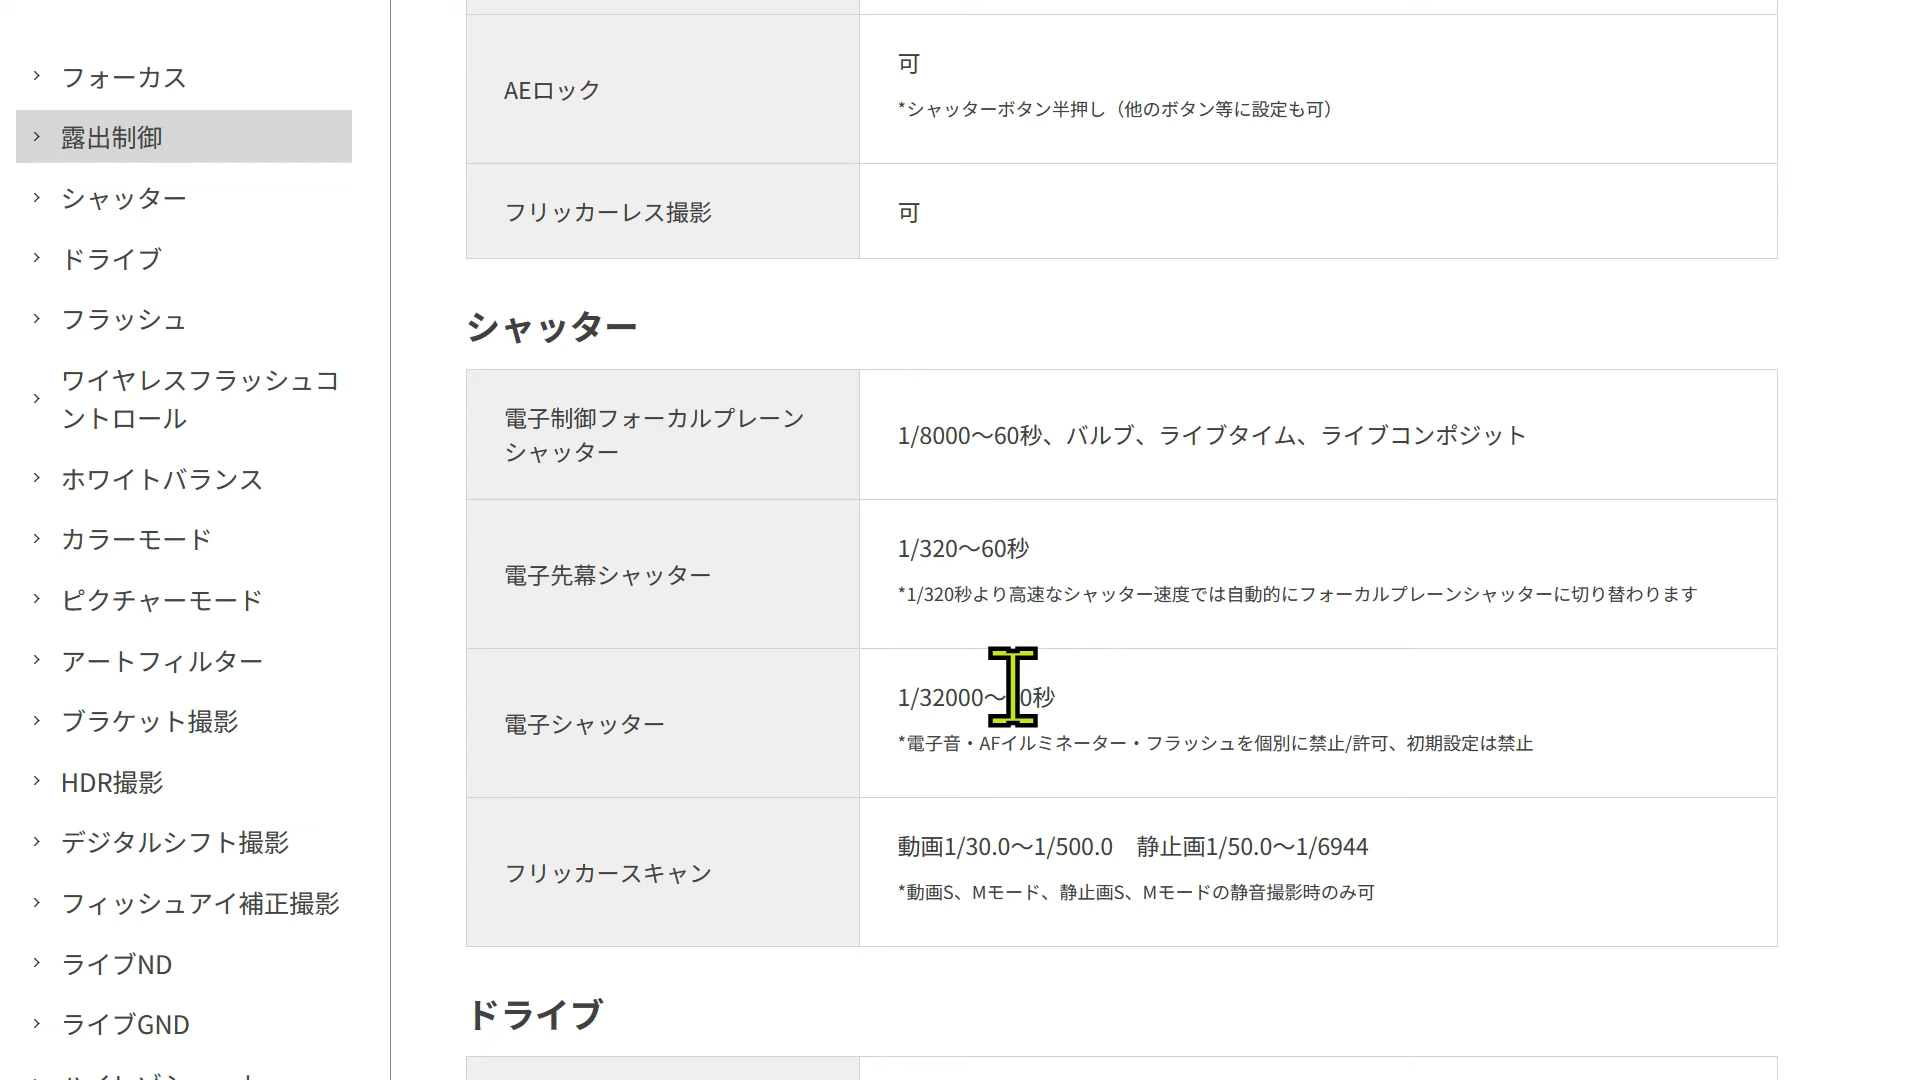 フォーカス
露出制御
シャッター
ドライブ
フラッシュ
ワイヤレスフラッシュコ
ントロール
ホワイトバランス
カラーモード
ピクチャーモード
アートフィルター
ブラケット撮影
HDR撮影
デジタルシフト撮影
フィッシュアイ補正撮影
ライブND
ライブGND
AEロック
可
*シャッターボタン半押し（他のボタン等に設定も可）
フリッカーレス撮影
可
シャッター
電子制御フォーカルプレーン
シャッター
1/8000〜60秒、バルブ、ライブタイム、ライブコンポジット
電子先幕シャッター
1/320〜60秒
*1/320秒より高速なシャッター速度では自動的にフォーカルプレーンシャッターに切り替わります
電子シャッター
1/32000〜 0秒
*電子音・AFイルミネーター・フラッシュを個別に禁止/許可、初期設定は禁止
フリッカースキャン
動画1/30.0〜1/500.0　静止画1/50.0〜1/6944
*動画S、Mモード、静止画S、Mモードの静音撮影時のみ可
ドライブ